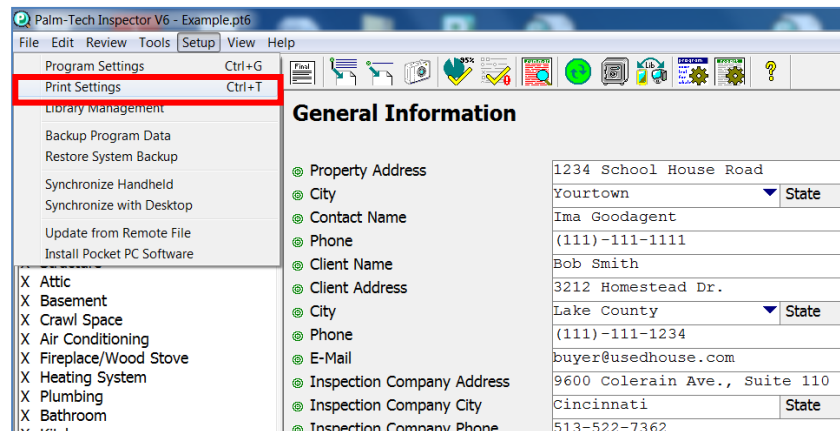 Palm-Tech Inspector V6 - Example.pt6
File Edit Review Tools Setup View Help
Program Settings Ctrl+G
Print Settings Ctrl+T
Library Management
Backup Program Data
Restore System Backup
Synchronize Handheld
Synchronize with Desktop
Update from Remote File
Install Pocket PC Software
X Attic
X Basement
X Crawl Space
X Air Conditioning
X Fireplace/Wood Stove
X Heating System
X Plumbing
X Bathroom
Final 95% Lib
General Information
Property Address 1234 School House Road
City Yourtown State
Contact Name Ima Goodagent
Phone (111)-111-1111
Client Name Bob Smith
Client Address 3212 Homestead Dr.
City Lake County State
Phone (111)-111-1234
E-Mail buyer@usedhouse.com
Inspection Company Address 9600 Colerain Ave., Suite 110
Inspection Company City Cincinnati State
Inspection Company Phone 513-522-7362